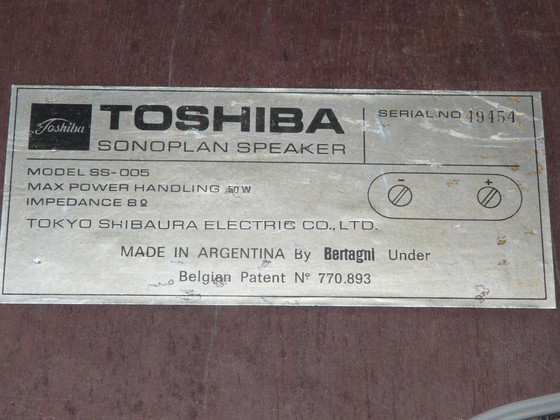 Toshiba TOSHIBA
SONOPLAN SPEAKER
SERIAL NO 49454
MODEL SS-005
MAX POWER HANDLING 50 W
IMPEDANCE 8 Ω
- +
TOKYO SHIBAURA ELECTRIC CO., LTD.
MADE IN ARGENTINA By Bertagni Under
Belgian Patent Nº 770.893